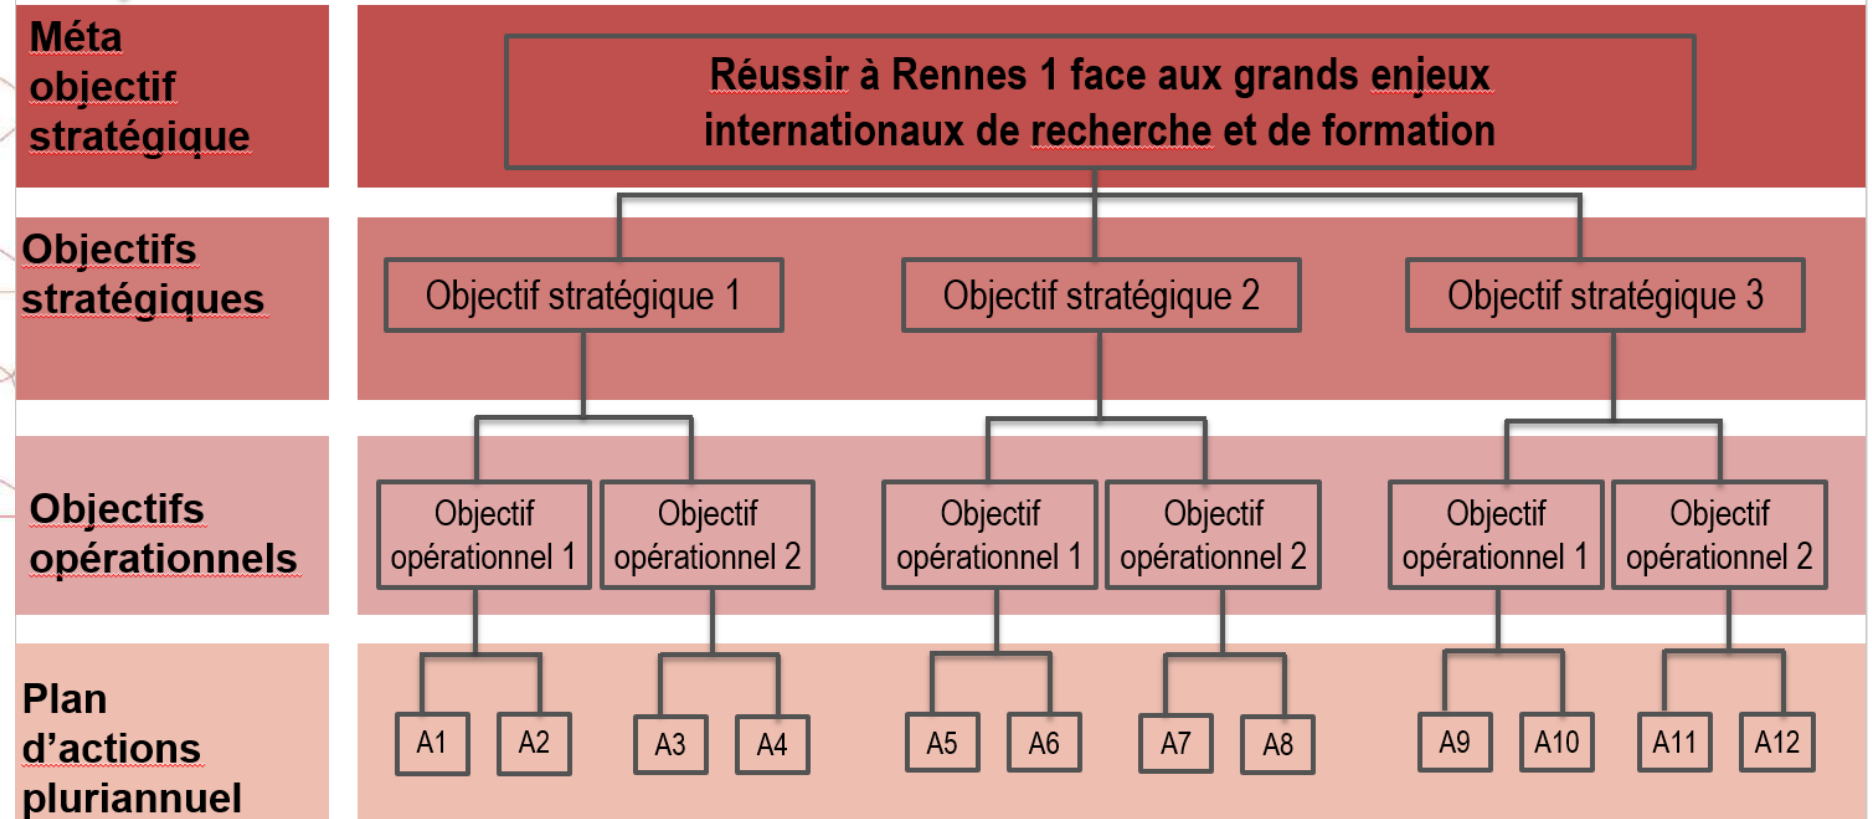 Méta
objectif
stratégique
Réussir à Rennes 1 face aux grands enjeux
internationaux de recherche et de formation
Objectifs
stratégiques
Objectif stratégique 1
Objectif stratégique 2
Objectif stratégique 3
Objectifs
opérationnels
Objectif
opérationnel 1
Objectif
opérationnel 2
Objectif
opérationnel 1
Objectif
opérationnel 2
Objectif
opérationnel 1
Objectif
opérationnel 2
Plan
d’actions
pluriannuel
A1
A2
A3
A4
A5
A6
A7
A8
A9
A10
A11
A12